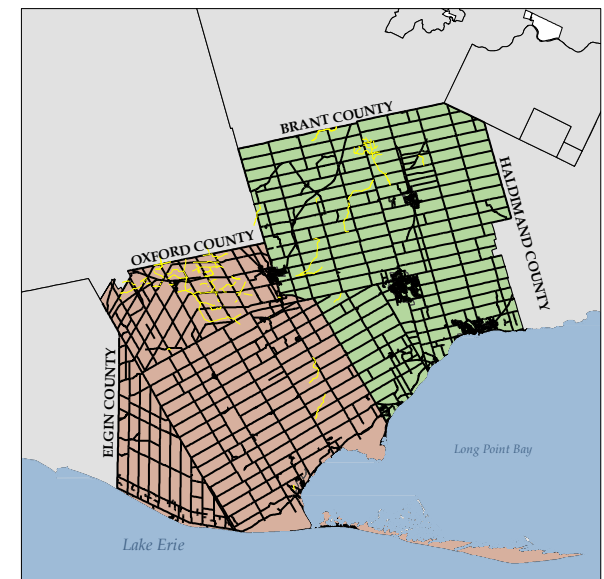 BRANT COUNTY
HALDIMAND COUNTY
OXFORD COUNTY
ELGIN COUNTY
Long Point Bay
Lake Erie